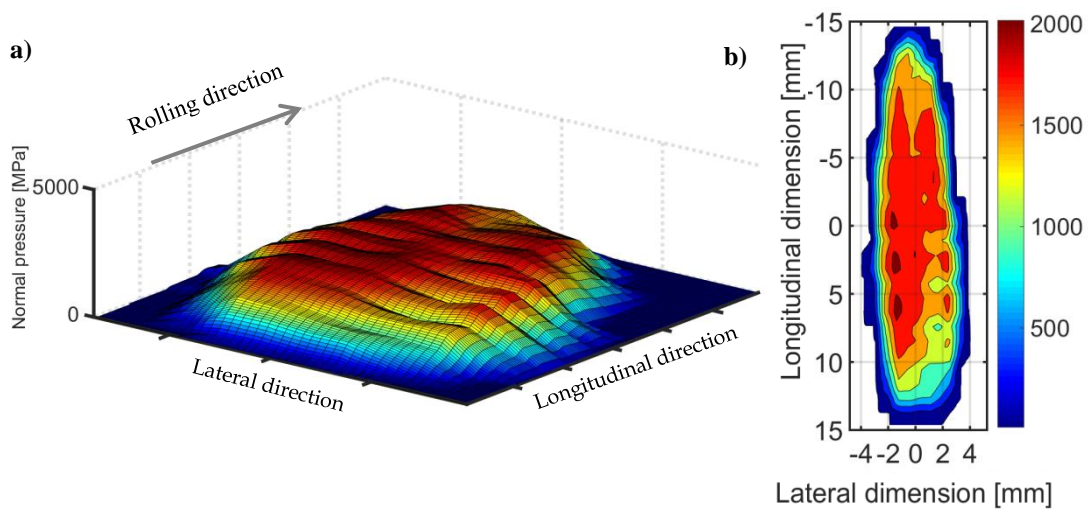 a)
Rolling direction
Normal pressure [MPa]
5000
0
Lateral direction
Longitudinal direction
b)
Longitudinal dimension [mm]
-15
-10
-5
0
5
10
15
-4 -2 0 2 4
Lateral dimension [mm]
2000
1500
1000
500